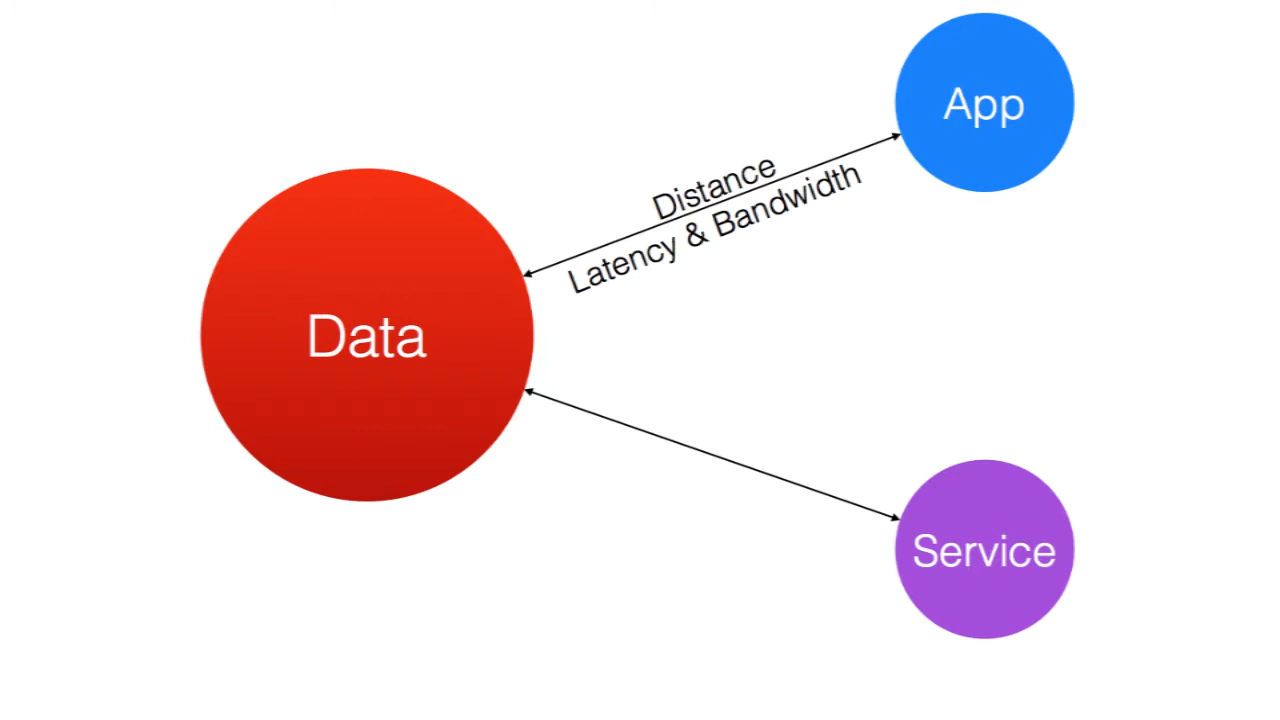 App
Distance
Latency & Bandwidth
Data
Service